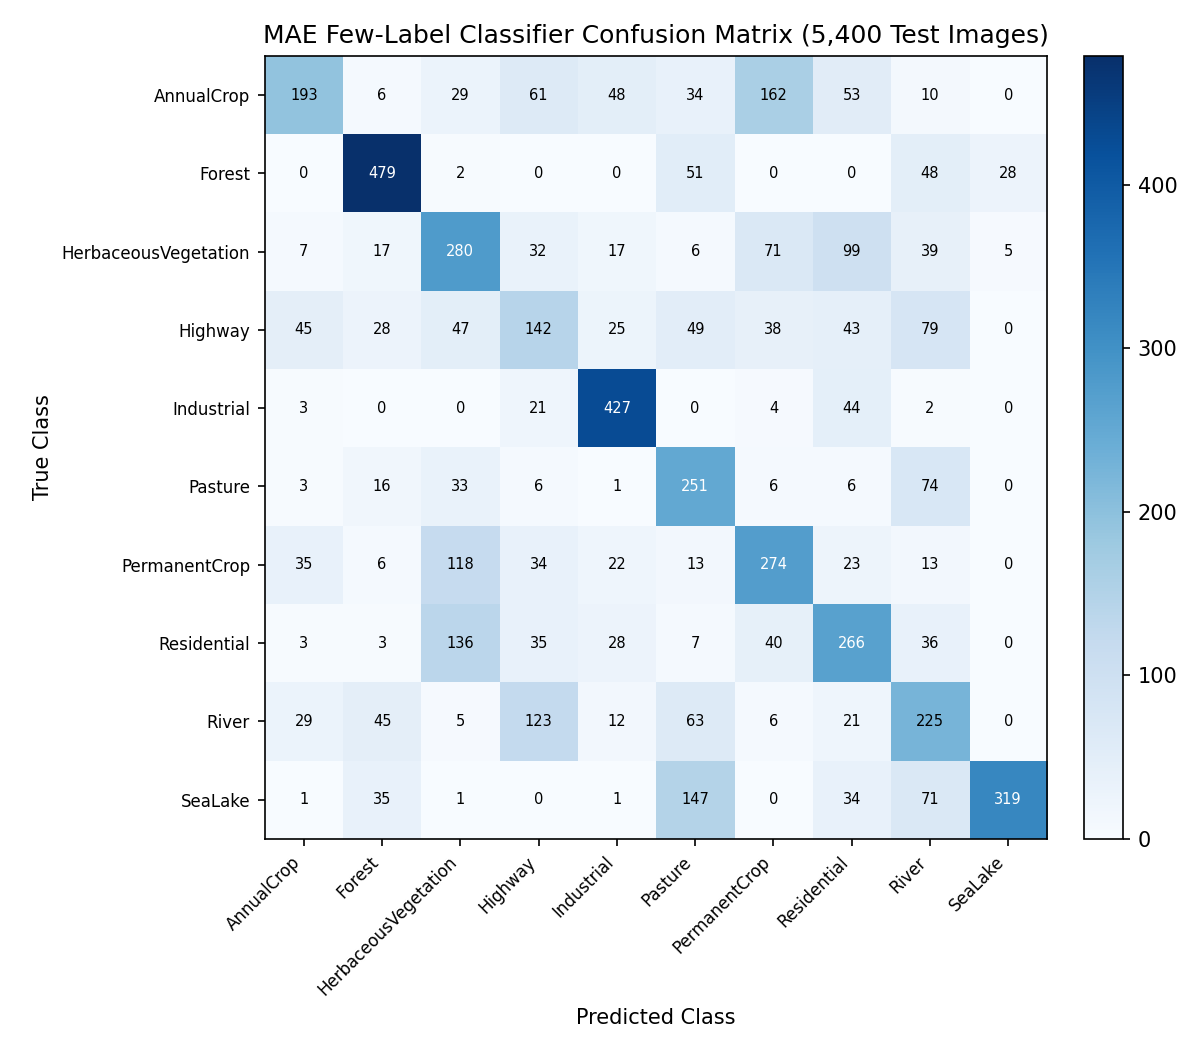 MAE Few-Label Classifier Confusion Matrix (5,400 Test Images)
AnnualCrop 193 6 29 61 48 34 162 53 10 0
Forest 0 479 2 0 0 51 0 0 48 28
HerbaceousVegetation 7 17 280 32 17 6 71 99 39 5
Highway 45 28 47 142 25 49 38 43 79 0
Industrial 3 0 0 21 427 0 4 44 2 0
Pasture 3 16 33 6 1 251 6 6 74 0
PermanentCrop 35 6 118 34 22 13 274 23 13 0
Residential 3 3 136 35 28 7 40 266 36 0
River 29 45 5 123 12 63 6 21 225 0
SeaLake 1 35 1 0 1 147 0 34 71 319
AnnualCrop Forest HerbaceousVegetation Highway Industrial Pasture PermanentCrop Residential River SeaLake
Predicted Class
True Class
400
300
200
100
0